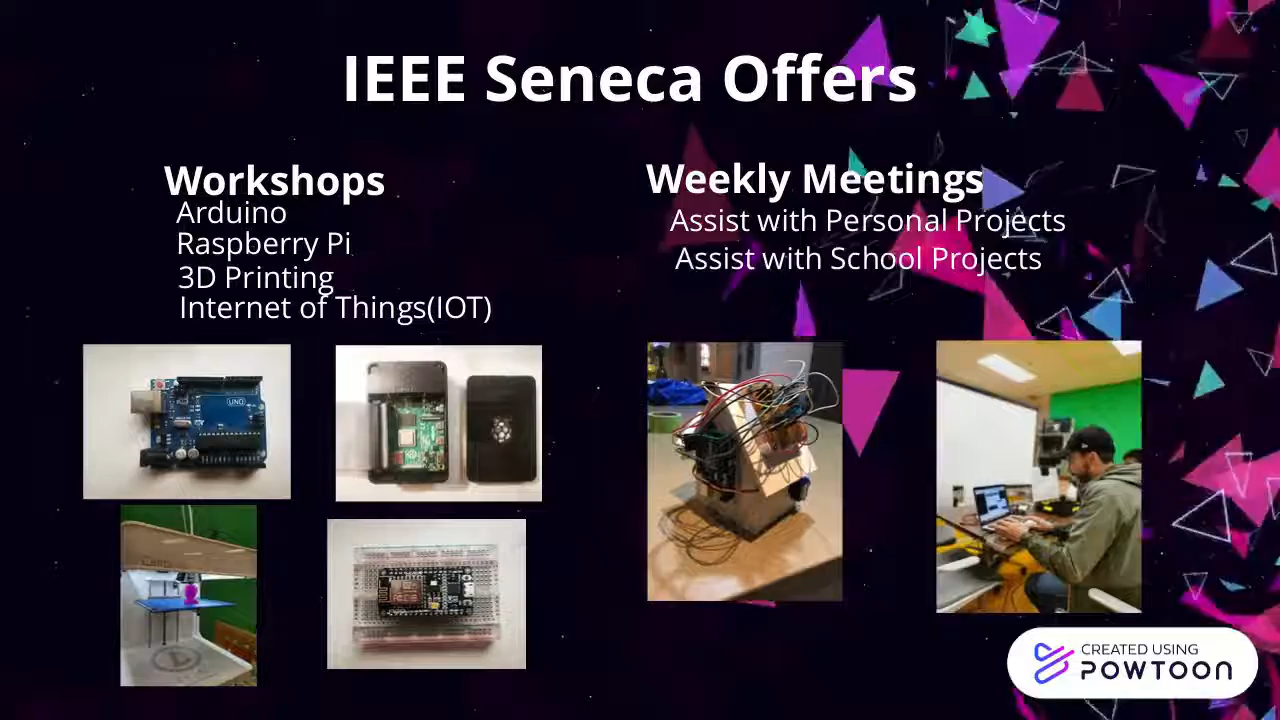 IEEE Seneca Offers
Workshops
Arduino
Raspberry Pi
3D Printing
Internet of Things(IOT)
Weekly Meetings
Assist with Personal Projects
Assist with School Projects
UNO
CREATED USING
POWTOON